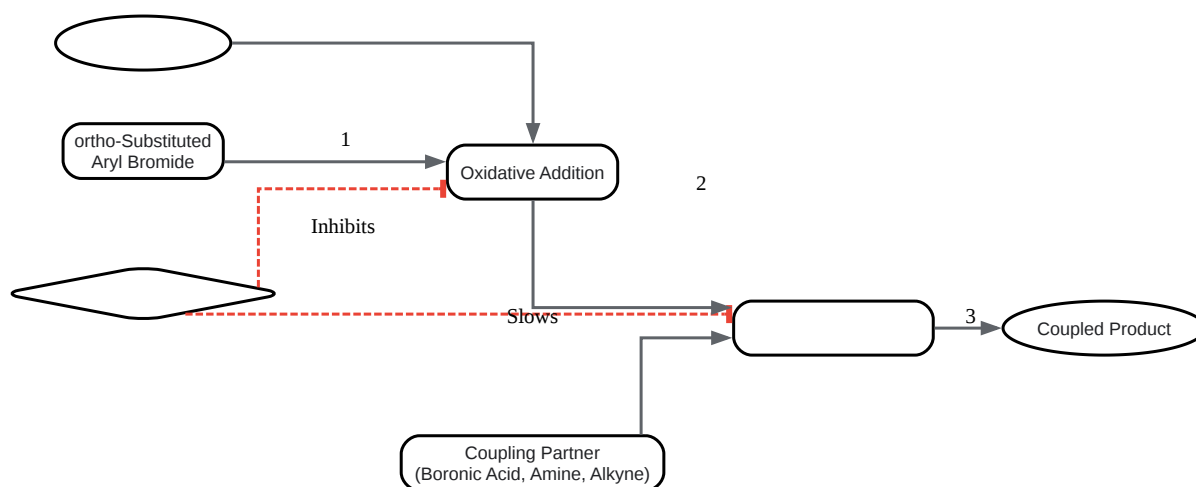 ortho-Substituted
Aryl Bromide
1
Oxidative Addition
2
Inhibits
Slows
3
Coupled Product
Coupling Partner
(Boronic Acid, Amine, Alkyne)